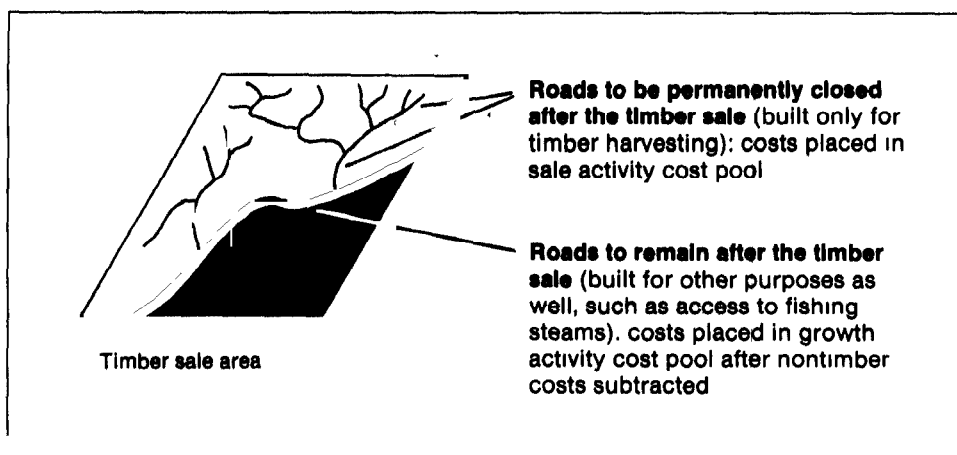 Roads to be permanently closed
after the timber sale (built only for
timber harvesting): costs placed in
sale activity cost pool
Roads to remain after the timber
sale (built for other purposes as
well, such as access to fishing
steams). costs placed in growth
activity cost pool after nontimber
costs subtracted
Timber sale area